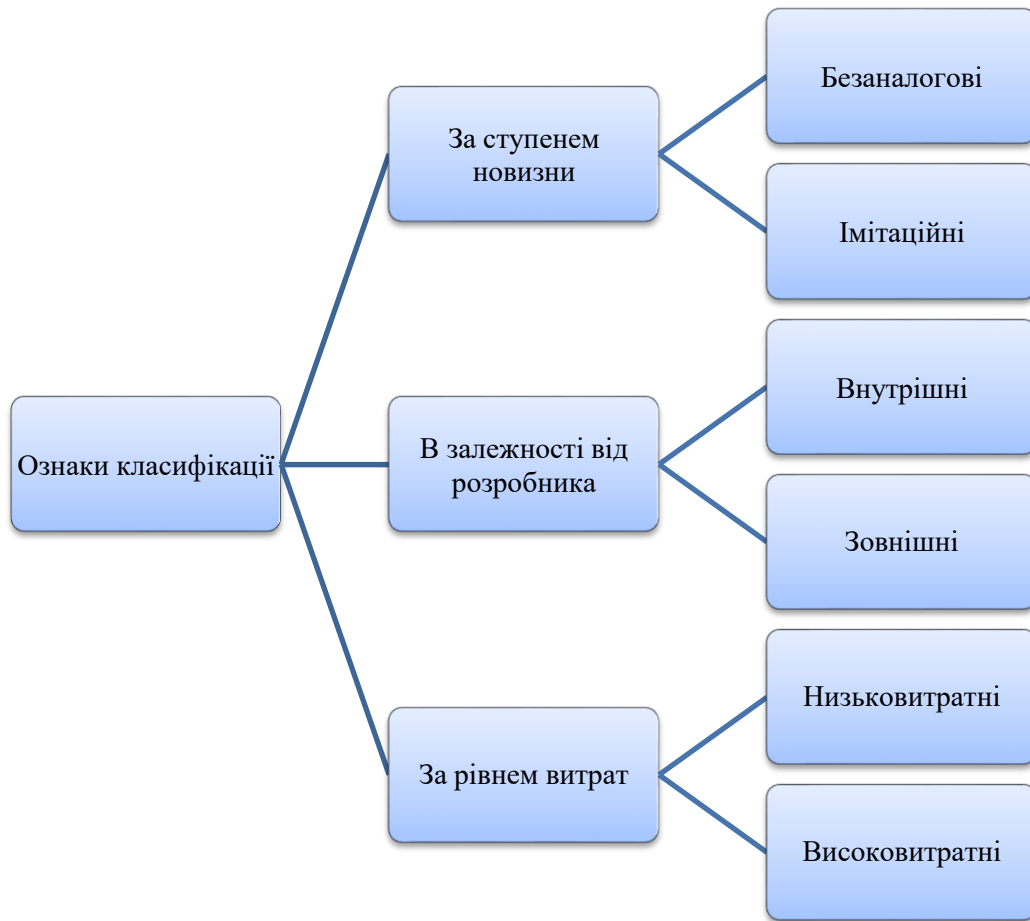 Ознаки класифікації
За ступенем
новизни
Безаналогові
Імітаційні
В залежності від
розробника
Внутрішні
Зовнішні
За рівнем витрат
Низьковитратні
Високовитратні